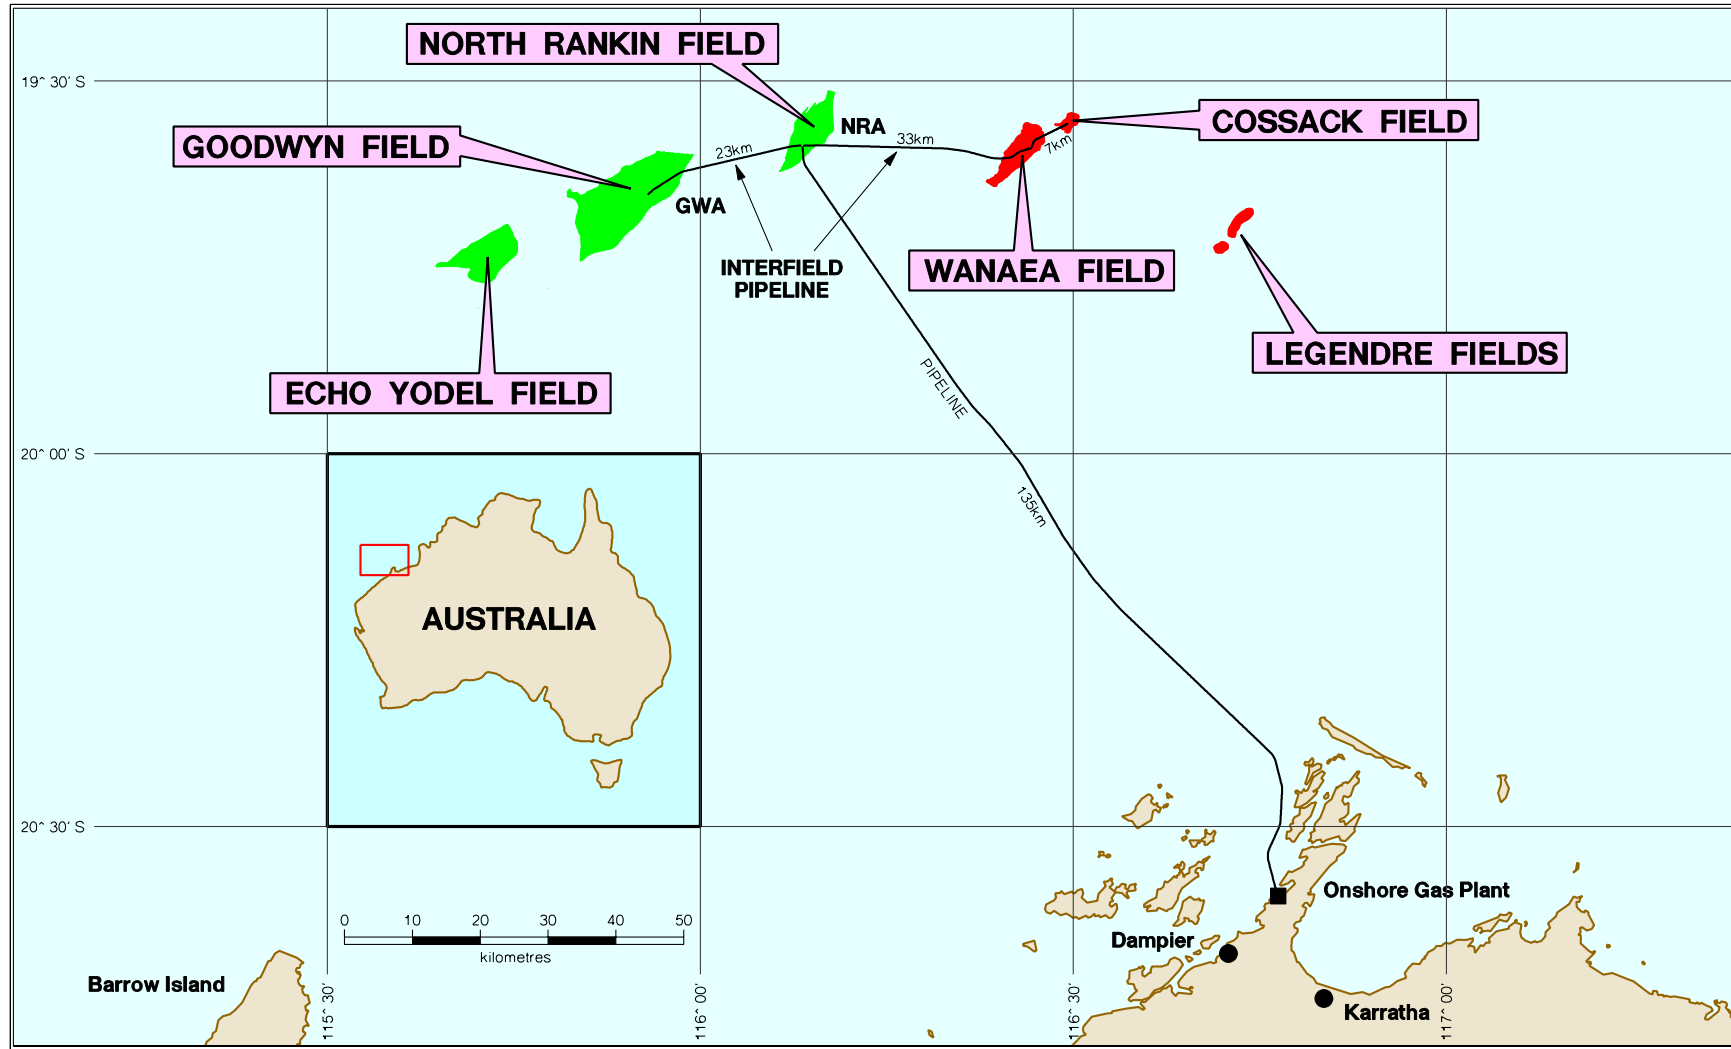 NORTH RANKIN FIELD
19^ 30' S
COSSACK FIELD
GOODWYN FIELD
NRA
23km
33km
7km
GWA
INTERFIELD
PIPELINE
WANAEA FIELD
LEGENDRE FIELDS
ECHO YODEL FIELD
PIPELINE
20^ 00' S
135km
AUSTRALIA
20^ 30' S
Onshore Gas Plant
0 10 20 30 40 50
kilometres
Dampier
Barrow Island
Karratha
115^ 30'
116^ 00'
116^ 30'
117^ 00'